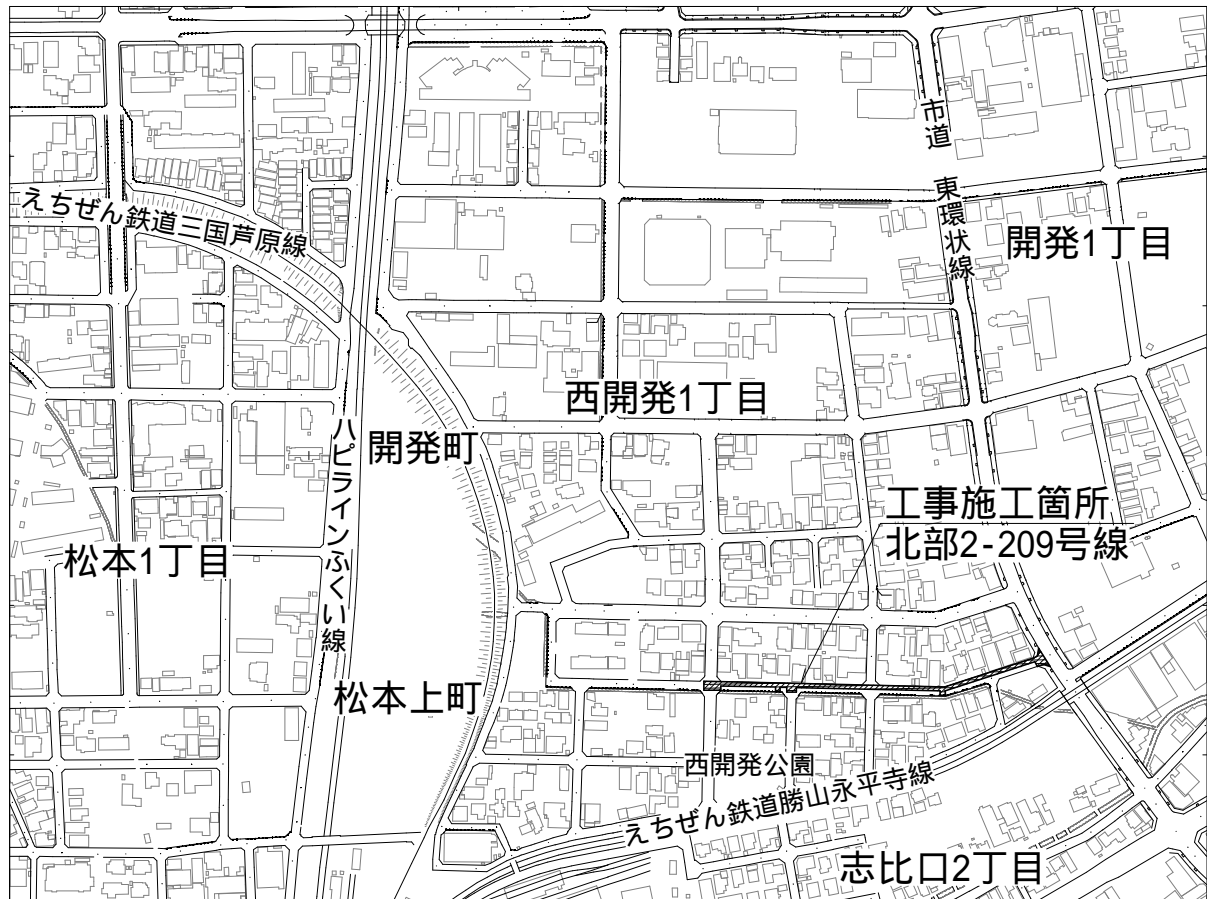 市道
東環状線
えちぜん鉄道三国芦原線
開発1丁目
西開発1丁目
開発町
ハピラインふくい線
工事施工箇所
北部2-209号線
松本1丁目
松本上町
西開発公園
えちぜん鉄道勝山永平寺線
志比口2丁目